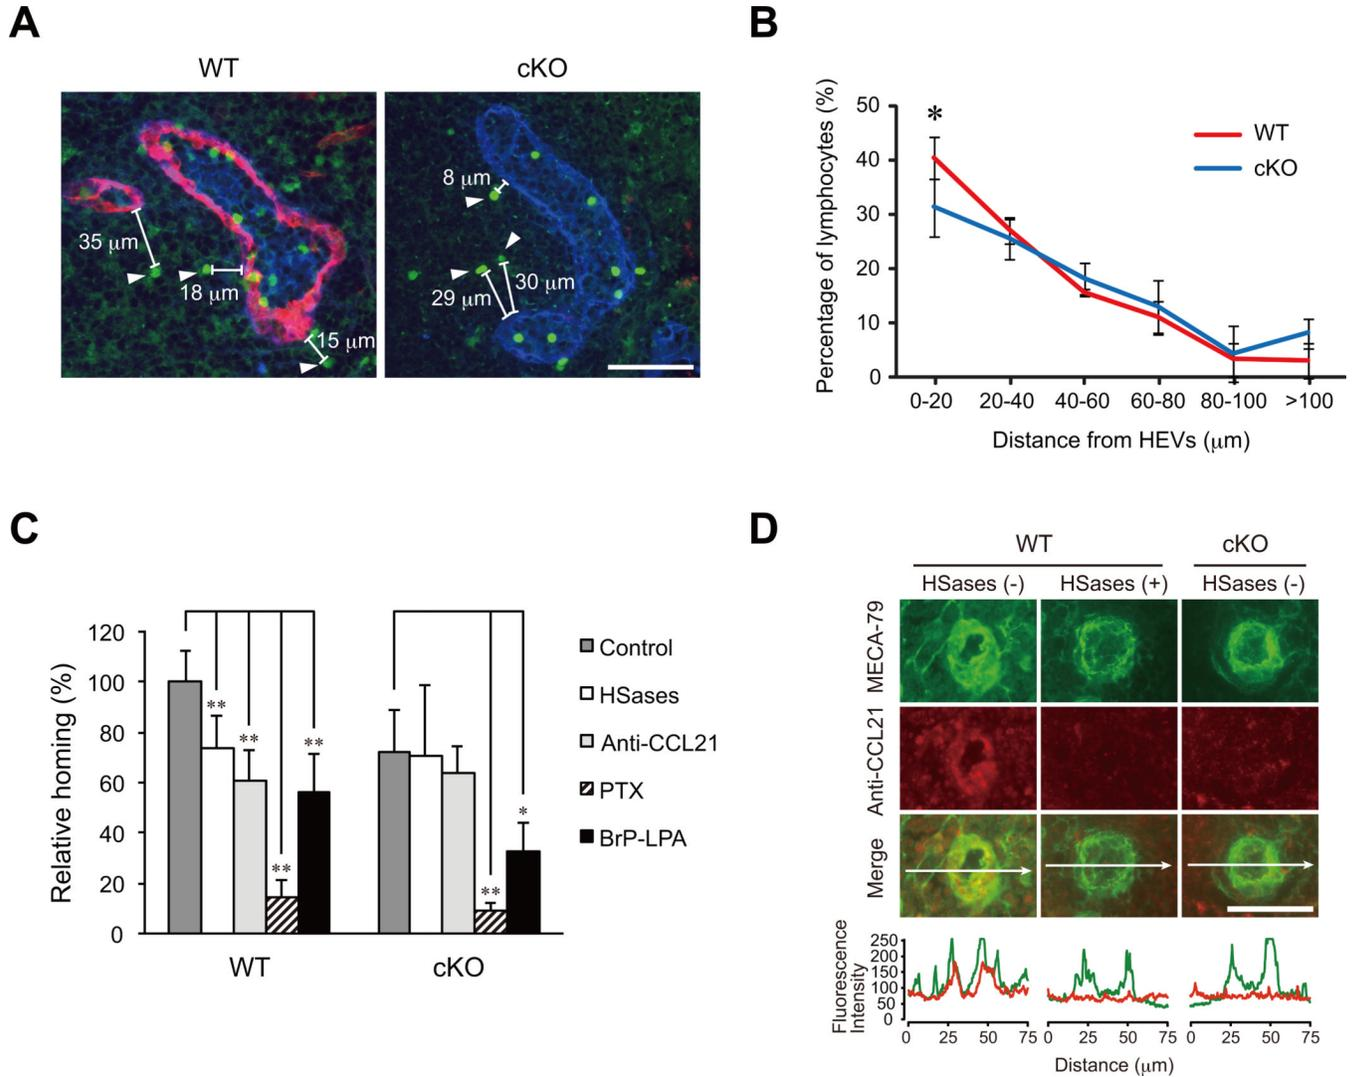 A
WT
cKO
35 μm
18 μm
15 μm
8 μm
29 μm
30 μm
B
Percentage of lymphocytes (%)
50
40
30
20
10
0
*
WT
cKO
0-20 20-40 40-60 60-80 80-100 >100
Distance from HEVs (μm)
C
Relative homing (%)
120
100
80
60
40
20
0
**
**
**
**
**
*
WT
cKO
Control
HSases
Anti-CCL21
PTX
BrP-LPA
D
WT
cKO
HSases (-)
HSases (+)
HSases (-)
MECA-79
Anti-CCL21
Merge
Fluorescence
Intensity
250
200
150
100
50
0
0 25 50 75 0 25 50 75 0 25 50 75
Distance (μm)